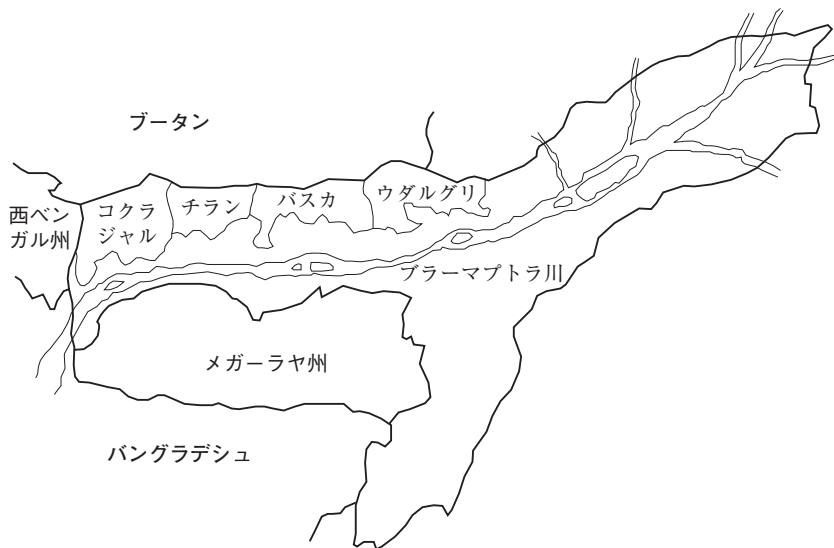 ブータン
ウダルグリ
バスカ
チラン
コクラ
ジャル
西ベン
ガル州
ブラーマプトラ川
メガーラヤ州
バングラデシュ